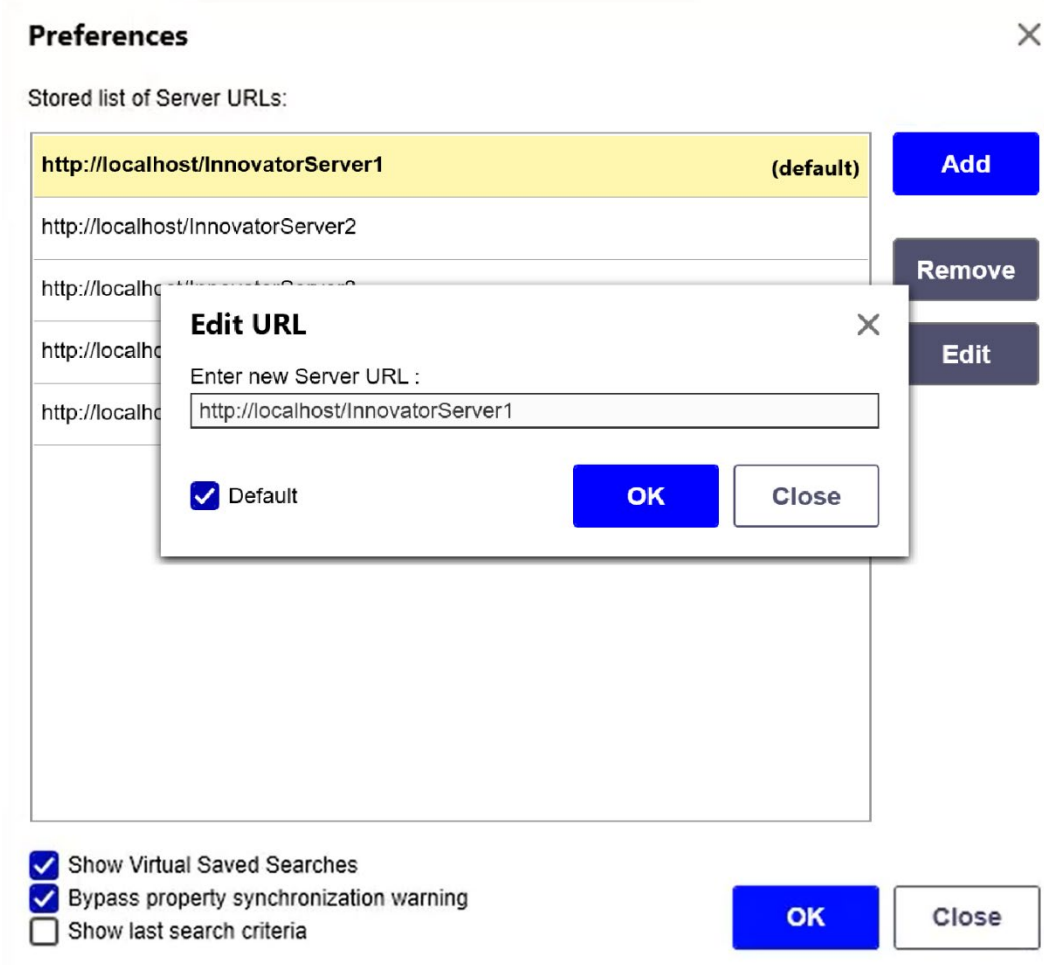 Preferences
Stored list of Server URLs:
http://localhost/InnovatorServer1 (default)
Add
http://localhost/InnovatorServer2
Remove
Edit URL
Edit
Enter new Server URL :
http://localhost/InnovatorServer1
Default
OK
Close
Show Virtual Saved Searches
Bypass property synchronization warning
Show last search criteria
OK
Close